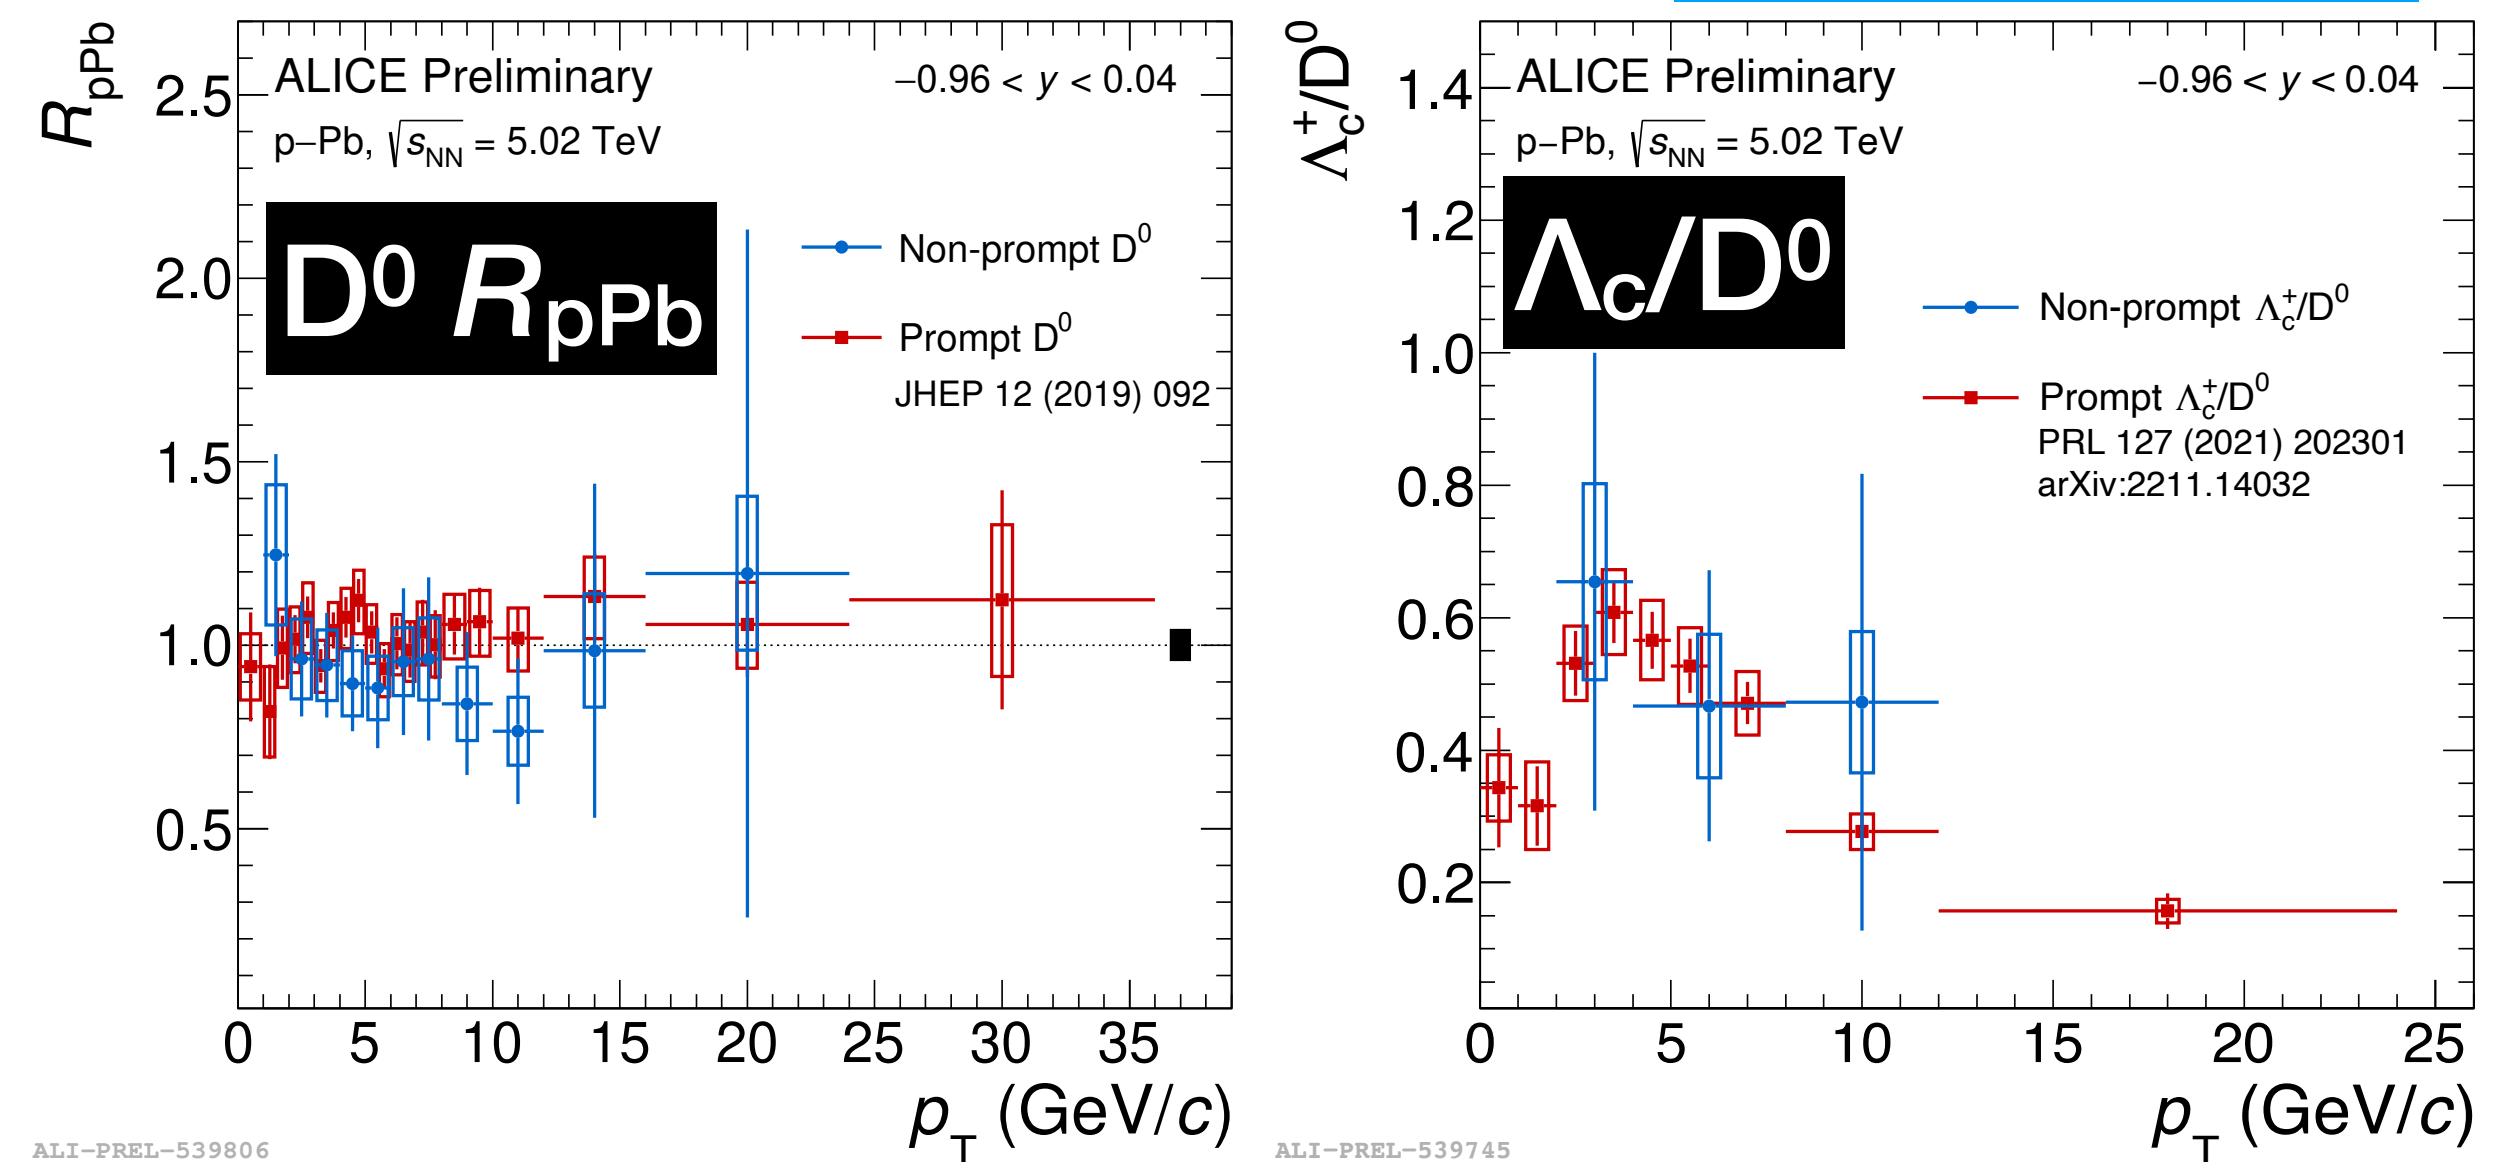 R_pPb
ALICE Preliminary
−0.96 < y < 0.04
p−Pb, √s_NN = 5.02 TeV
D⁰ R_pPb
Non-prompt D⁰
Prompt D⁰
JHEP 12 (2019) 092
2.5
2.0
1.5
1.0
0.5
0 5 10 15 20 25 30 35
p_T (GeV/c)
ALI−PREL−539806
Λ_c⁺/D⁰
ALICE Preliminary
−0.96 < y < 0.04
p−Pb, √s_NN = 5.02 TeV
Λ_c/D⁰
Non-prompt Λ_c⁺/D⁰
Prompt Λ_c⁺/D⁰
PRL 127 (2021) 202301
arXiv:2211.14032
1.4
1.2
1.0
0.8
0.6
0.4
0.2
0 5 10 15 20 25
p_T (GeV/c)
ALI−PREL−539745